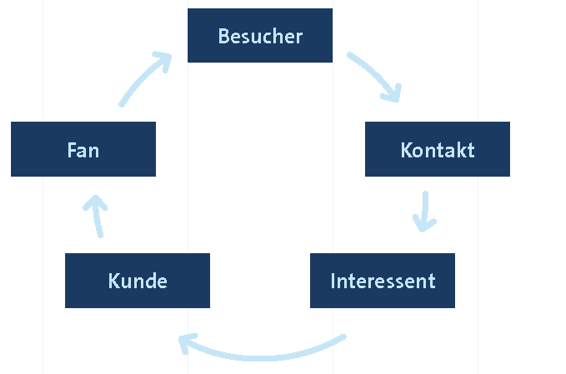 Besucher
Kontakt
Interessent
Kunde
Fan